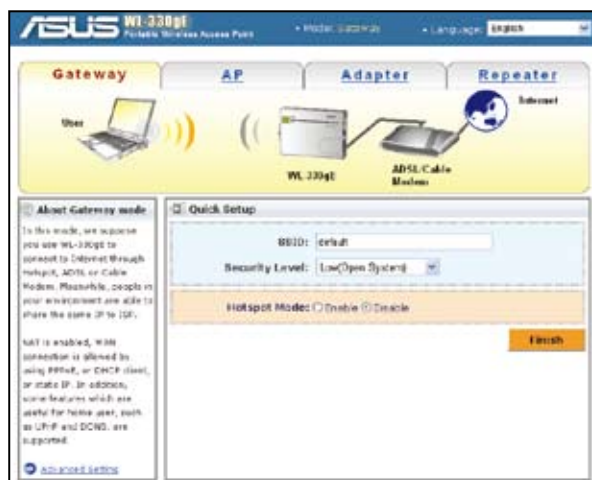 ASUS WL-330gE
Portable Wireless Access Point
Mode: Gateway
Language: English
Gateway AP Adapter Repeater
User
Internet
WL 330gE
ADSL/Cable
Modem
About Gateway mode
In this mode, we suppose
you use WL-330gE to
connect to Internet through
Hotspot, ADSL or Cable
Modem. Meanwhile, people in
your environment are able to
share the same IP to ISP.
NAT is enabled, WAN
connection is allowed by
using PPPoE, or DHCP client,
or static IP. In addition,
some features which are
useful for home user, such
as UPnP and DDNS, are
supported.
Advanced Setting
Quick Setup
SSID: default
Security Level: Low(Open System)
Hotspot Mode: Enable Disable
Finish